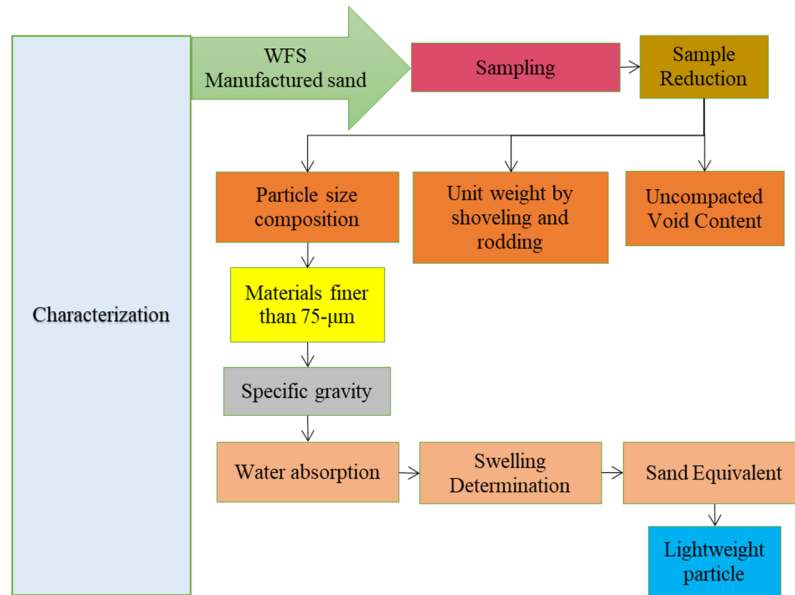 WFS
Manufactured sand
Sampling
Sample
Reduction
Particle size
composition
Unit weight by
shoveling and
rodding
Uncompacted
Void Content
Characterization
Materials finer
than 75-μm
Specific gravity
Water absorption
Swelling
Determination
Sand Equivalent
Lightweight
particle